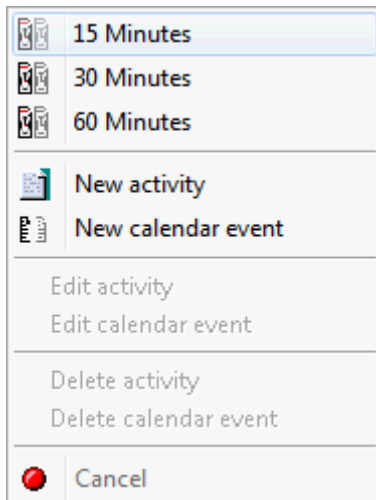 15 Minutes
30 Minutes
60 Minutes
New activity
New calendar event
Edit activity
Edit calendar event
Delete activity
Delete calendar event
Cancel